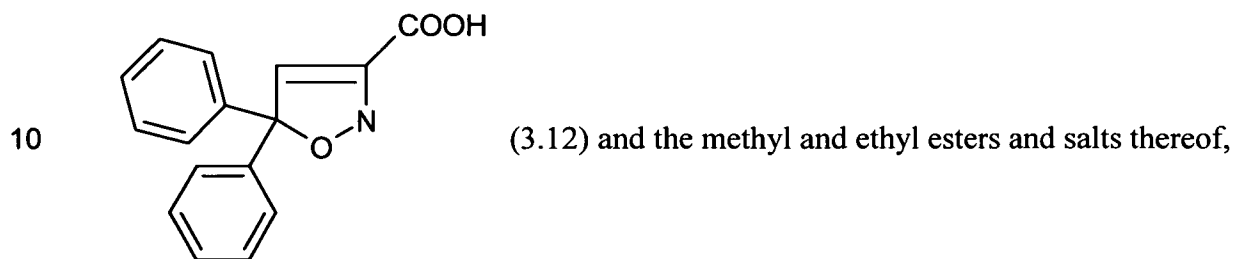 COOH
10
O
N
(3.12) and the methyl and ethyl esters and salts thereof,